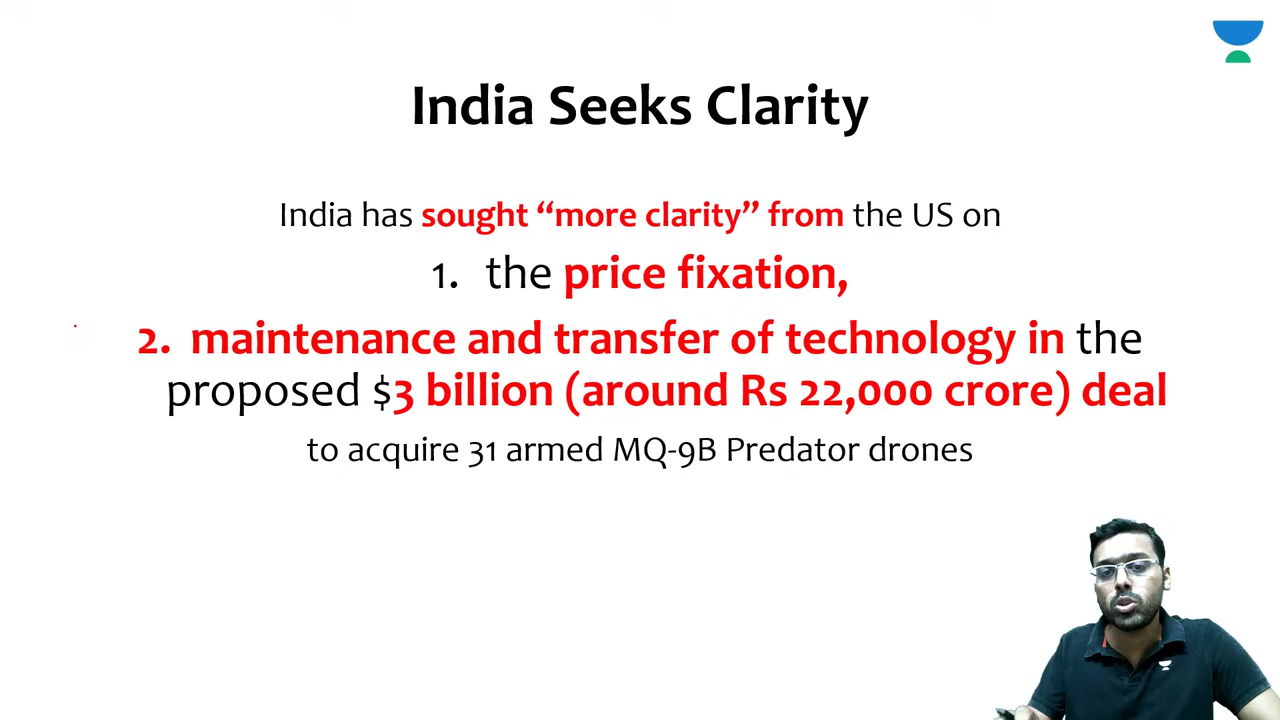 India Seeks Clarity
India has sought “more clarity” from the US on
1. the price fixation,
2. maintenance and transfer of technology in the
proposed $3 billion (around Rs 22,000 crore) deal
to acquire 31 armed MQ-9B Predator drones